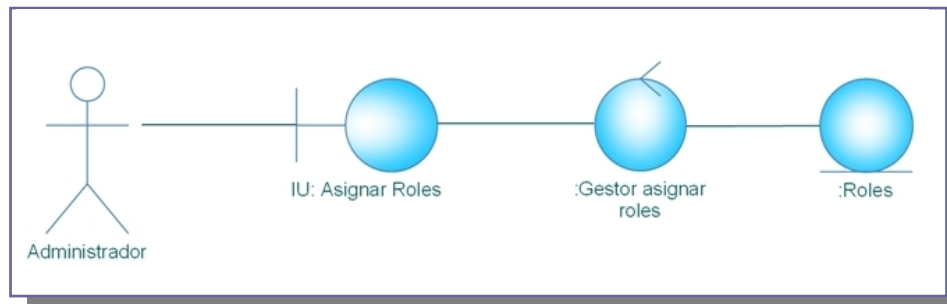 IU: Asignar Roles
:Gestor asignar
roles
:Roles
Administrador